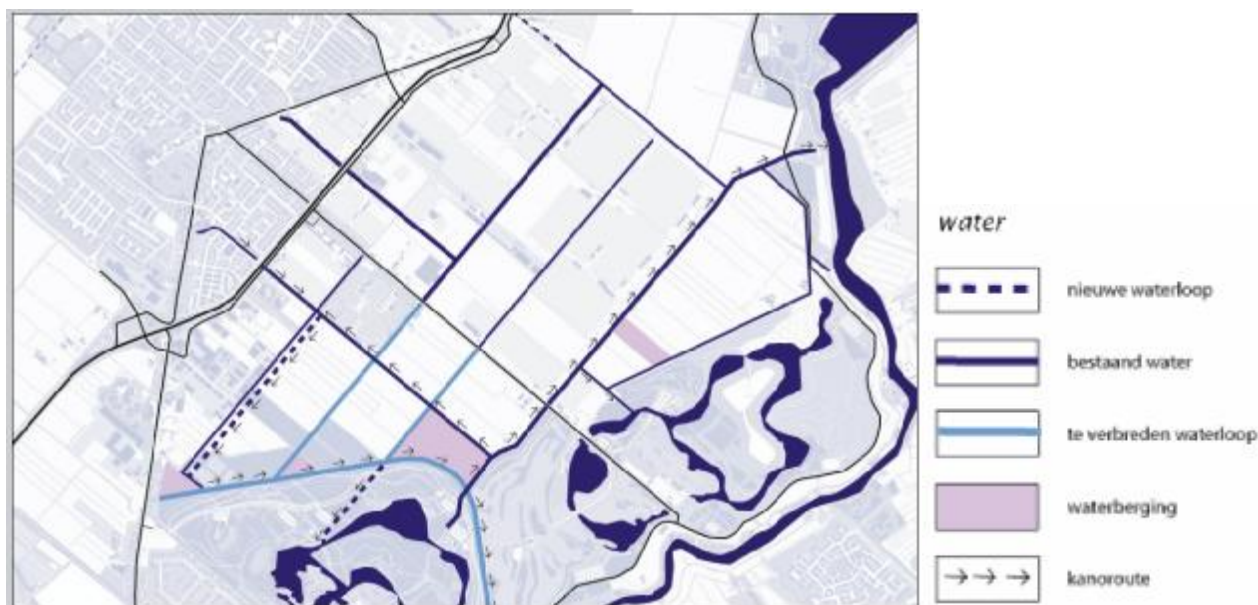 water
nieuwe waterloop
bestaand water
te verbreden waterloop
waterberging
kanoroute